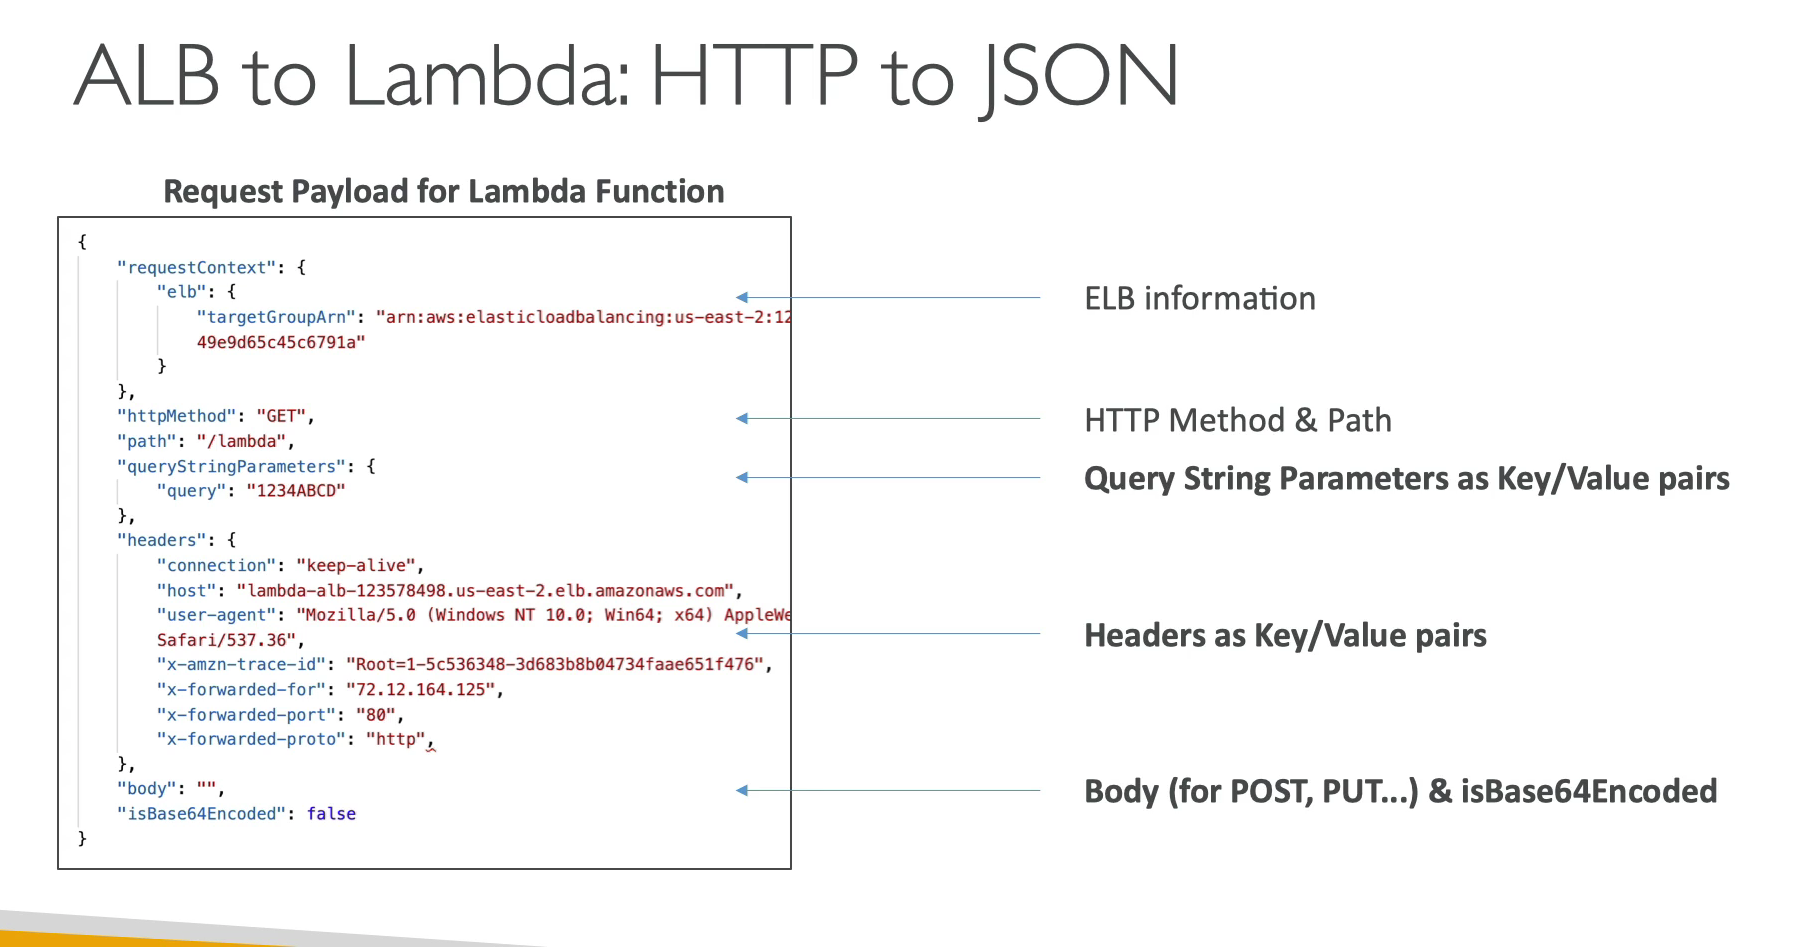 ALB to Lambda: HTTP to JSON
Request Payload for Lambda Function
{
"requestContext": {
"elb": {
"targetGroupArn": "arn:aws:elasticloadbalancing:us-east-2:12
49e9d65c45c6791a"
}
},
"httpMethod": "GET",
"path": "/lambda",
"queryStringParameters": {
"query": "1234ABCD"
},
"headers": {
"connection": "keep-alive",
"host": "lambda-alb-123578498.us-east-2.elb.amazonaws.com",
"user-agent": "Mozilla/5.0 (Windows NT 10.0; Win64; x64) AppleWe
Safari/537.36",
"x-amzn-trace-id": "Root=1-5c536348-3d683b8b04734faae651f476",
"x-forwarded-for": "72.12.164.125",
"x-forwarded-port": "80",
"x-forwarded-proto": "http",
},
"body": "",
"isBase64Encoded": false
}
ELB information
HTTP Method & Path
Query String Parameters as Key/Value pairs
Headers as Key/Value pairs
Body (for POST, PUT...) & isBase64Encoded